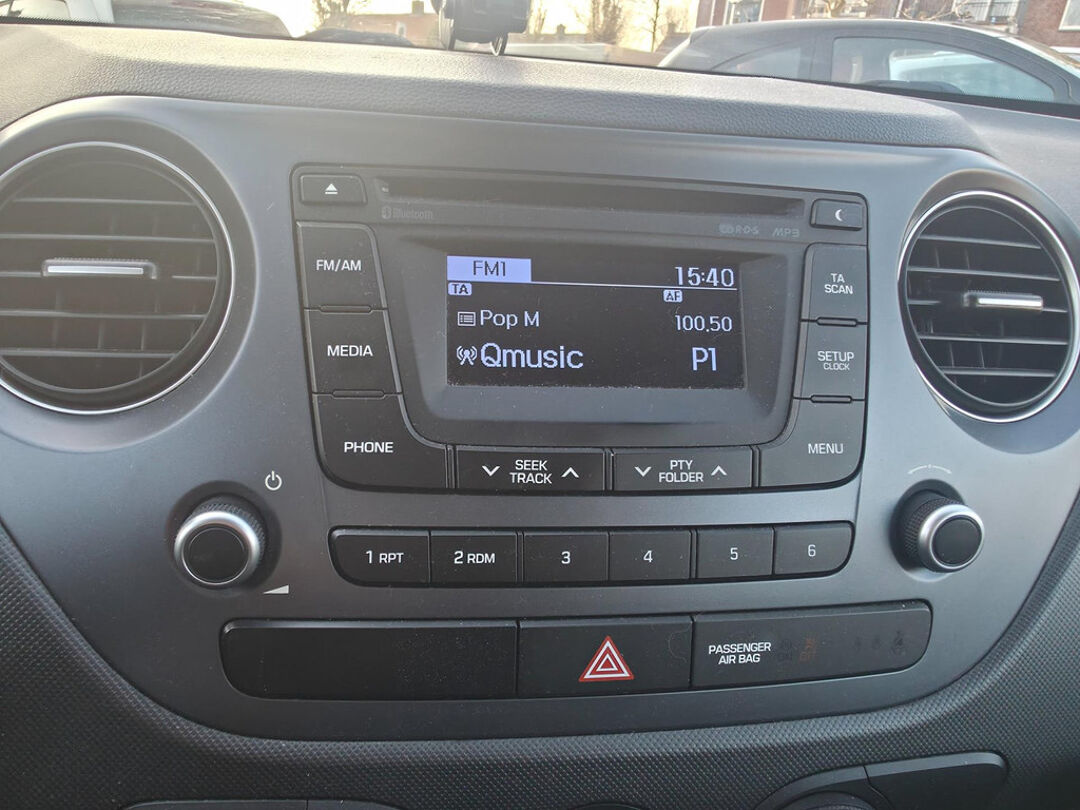 Bluetooth
R·D·S MP3
FM/AM
MEDIA
PHONE
FM1 15:40
TA AF
Pop M 100.50
Qmusic P1
TA
SCAN
SETUP
CLOCK
MENU
SEEK
TRACK
PTY
FOLDER
1 RPT 2 RDM 3 4 5 6
PASSENGER
AIR BAG